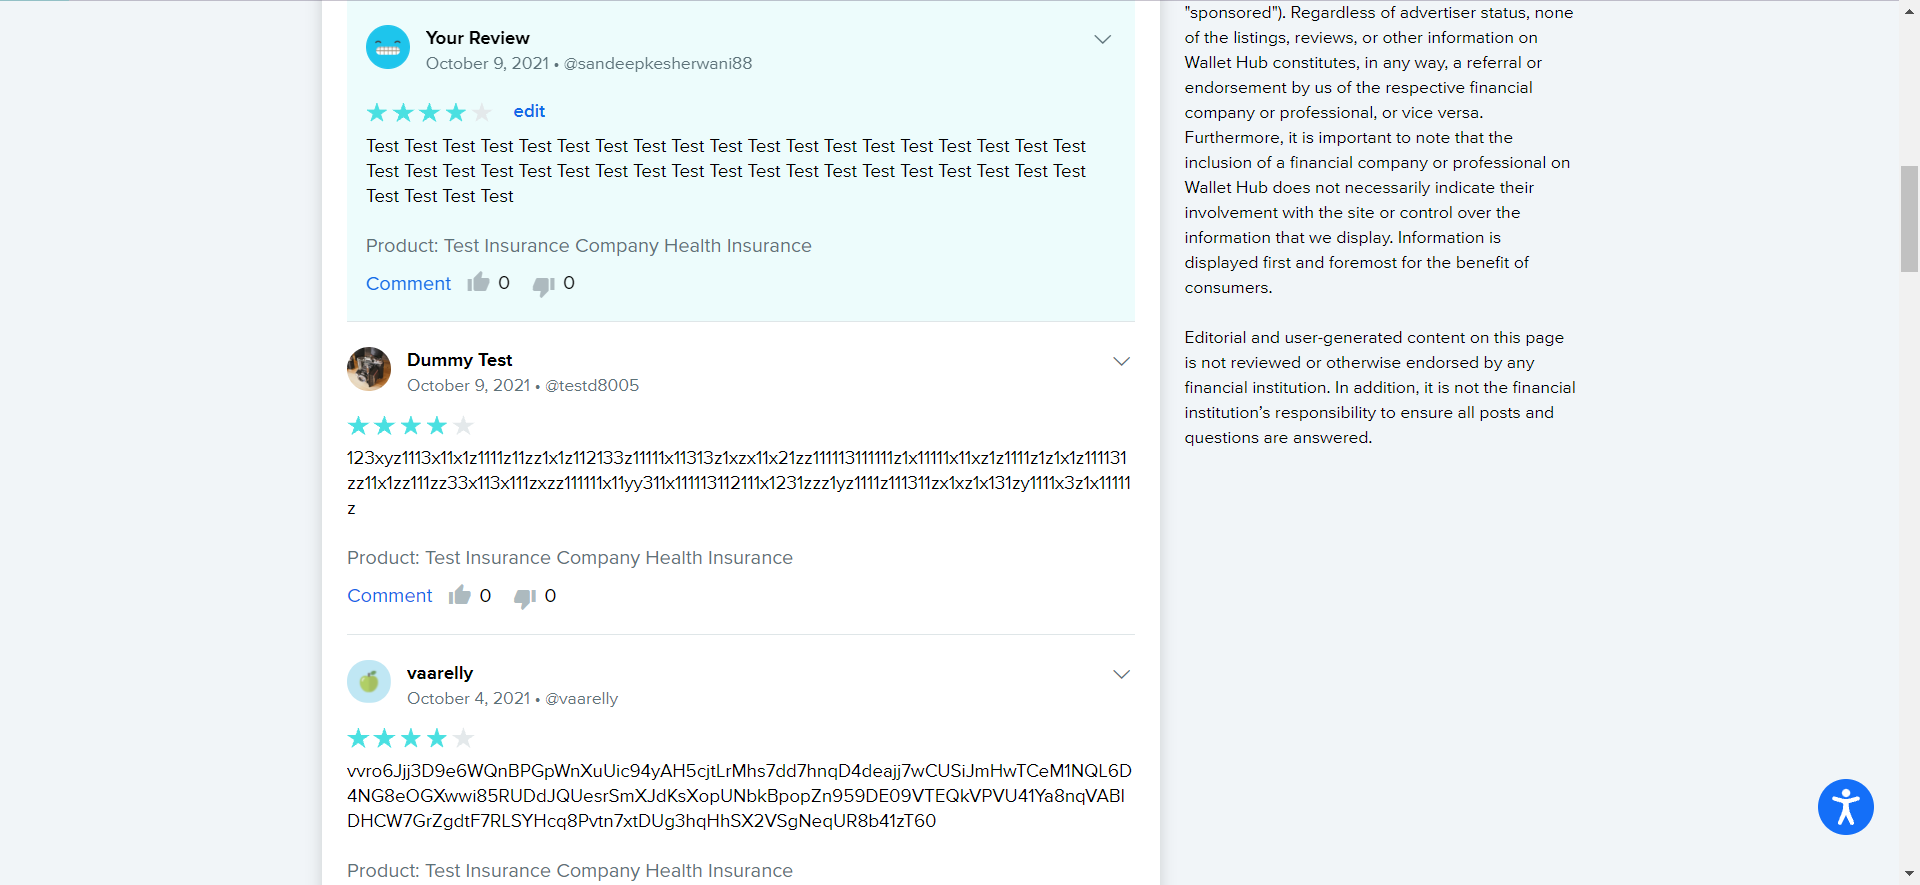 Your Review
October 9, 2021 • @sandeepkesherwani88
edit
Test Test Test Test Test Test Test Test Test Test Test Test Test Test Test Test Test Test Test
Test Test Test Test Test Test Test Test Test Test Test Test Test Test Test Test Test Test Test
Test Test Test Test
Product: Test Insurance Company Health Insurance
Comment 0 0
Dummy Test
October 9, 2021 • @testd8005
123xyz1113x11x1z1111z11zz1x1z112133z11111x11313z1xzx11x21zz111113111111z1x11111x11xz1z1111z1z1x1z111131
zz11x1zz111zz33x113x111zxzz111111x11yy311x111113112111x1231zzz1yz1111z111311zx1xz1x131zy1111x3z1x11111
z
Product: Test Insurance Company Health Insurance
Comment 0 0
vaarelly
October 4, 2021 • @vaarelly
vvro6Jjj3D9e6WQnBPGpWnXuUic94yAH5cjtLrMhs7dd7hnqD4deajj7wCUSiJmHwTCeM1NQL6D
4NG8eOGXwwi85RUDdJQUesrSmXJdKsXopUNbkBpopZn959DE09VTEQkVPVU41Ya8nqVABI
DHCW7GrZgdtF7RLSYHcq8Pvtn7xtDUg3hqHhSX2VSgNeqUR8b41zT60
Product: Test Insurance Company Health Insurance
"sponsored"). Regardless of advertiser status, none
of the listings, reviews, or other information on
Wallet Hub constitutes, in any way, a referral or
endorsement by us of the respective financial
company or professional, or vice versa.
Furthermore, it is important to note that the
inclusion of a financial company or professional on
Wallet Hub does not necessarily indicate their
involvement with the site or control over the
information that we display. Information is
displayed first and foremost for the benefit of
consumers.
Editorial and user-generated content on this page
is not reviewed or otherwise endorsed by any
financial institution. In addition, it is not the financial
institution’s responsibility to ensure all posts and
questions are answered.